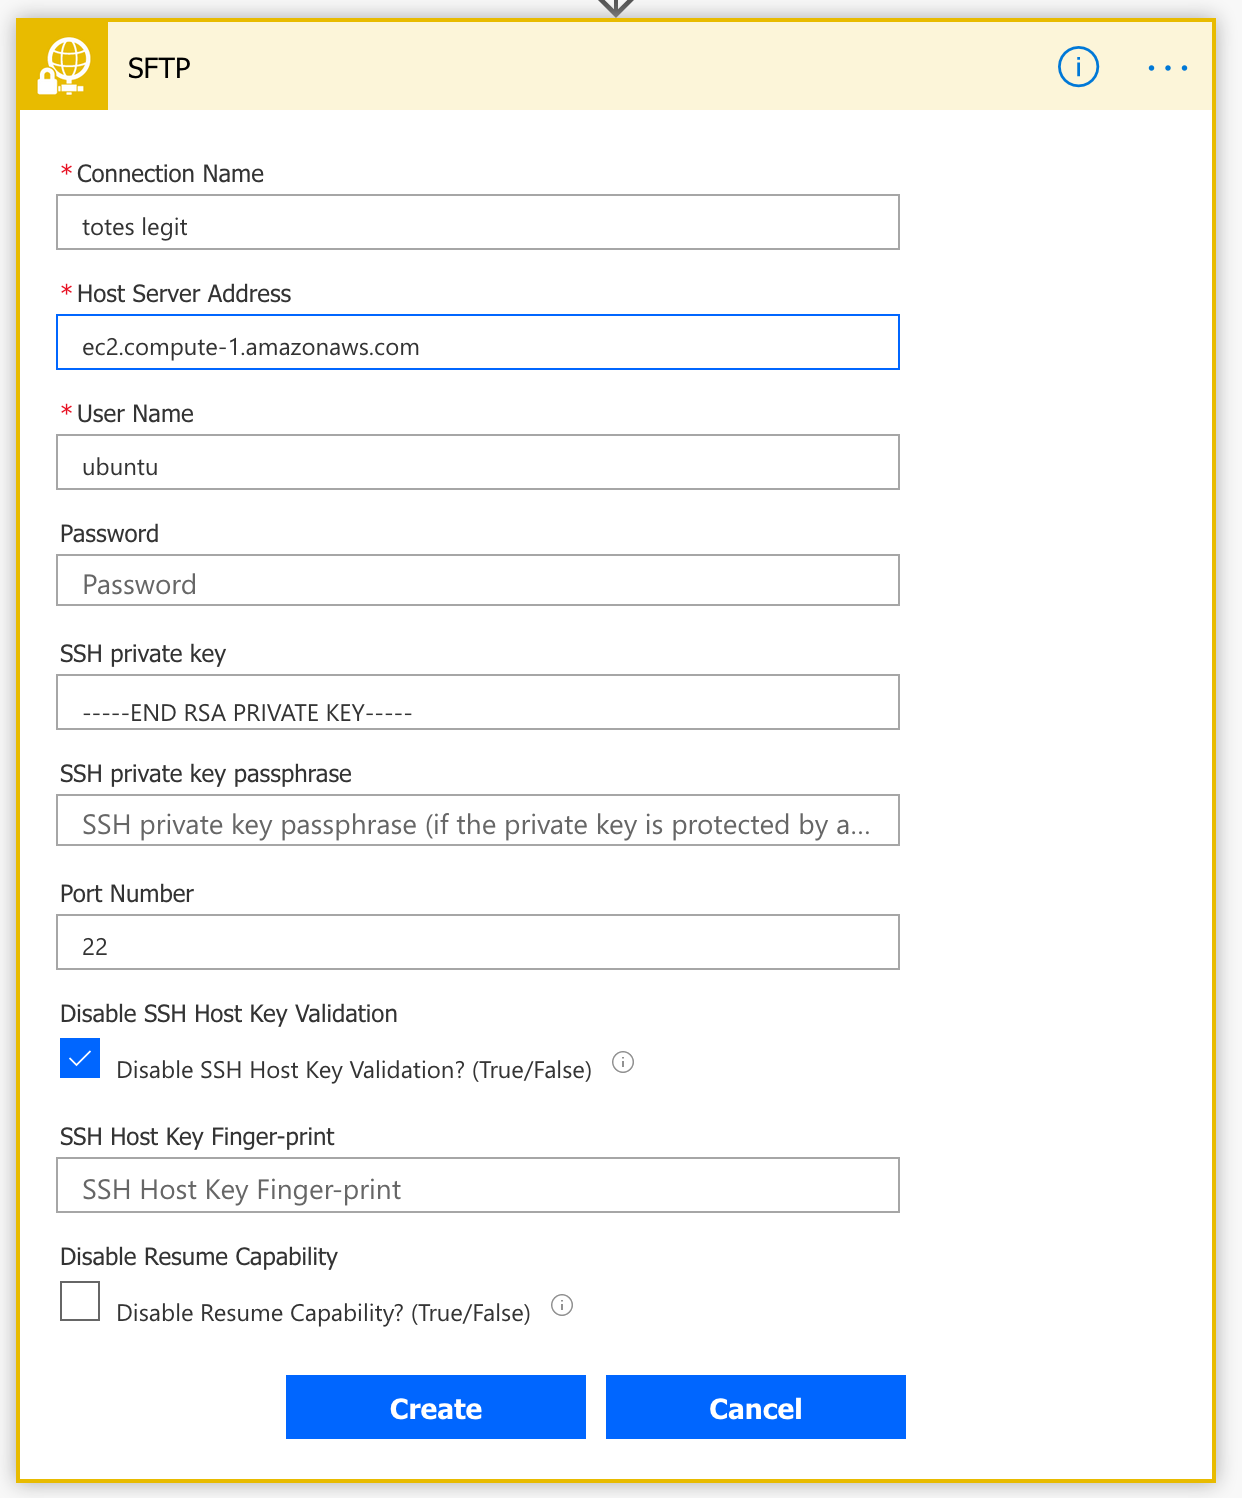 SFTP
* Connection Name
totes legit
* Host Server Address
ec2.compute-1.amazonaws.com
* User Name
ubuntu
Password
Password
SSH private key
-----END RSA PRIVATE KEY-----
SSH private key passphrase
SSH private key passphrase (if the private key is protected by a...
Port Number
22
Disable SSH Host Key Validation
Disable SSH Host Key Validation? (True/False)
SSH Host Key Finger-print
SSH Host Key Finger-print
Disable Resume Capability
Disable Resume Capability? (True/False)
Create Cancel